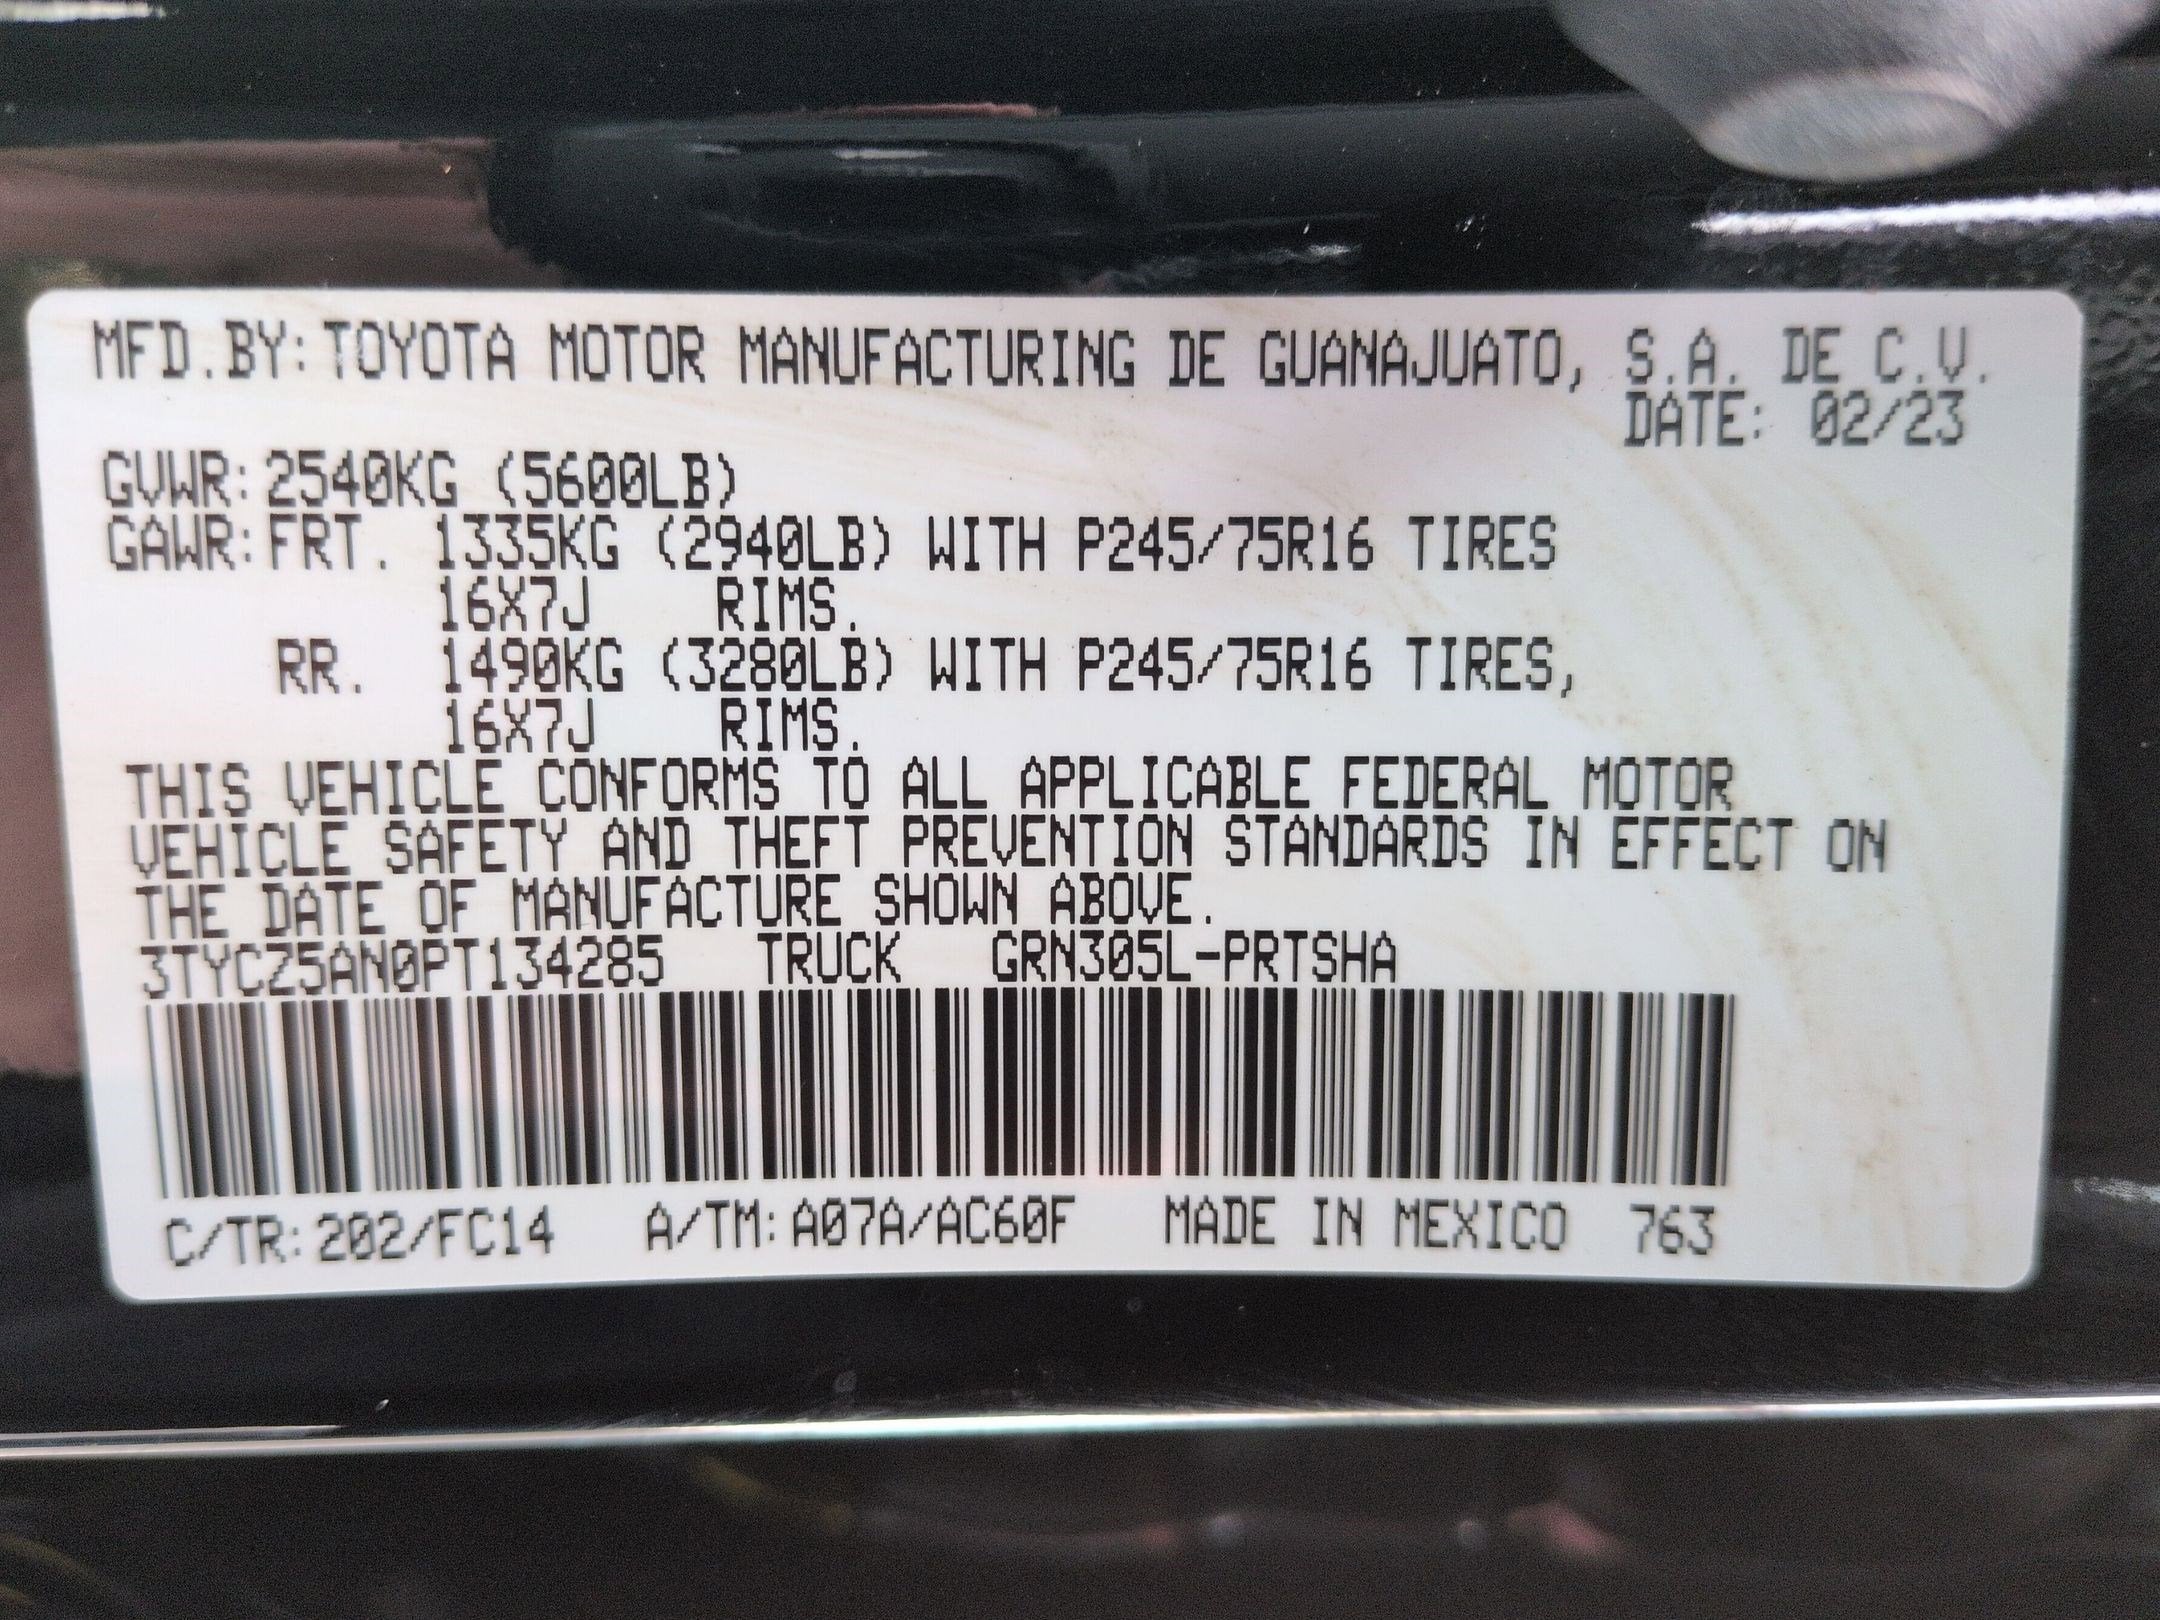 MFD.BY: TOYOTA MOTOR MANUFACTURING DE GUANAJUATO, S.A. DE C.V.
DATE: 02/23
GVWR: 2540KG (5600LB)
GAWR: FRT. 1335KG (2940LB) WITH P245/75R16 TIRES
16X7J RIMS.
RR. 1490KG (3280LB) WITH P245/75R16 TIRES,
16X7J RIMS.
THIS VEHICLE CONFORMS TO ALL APPLICABLE FEDERAL MOTOR
VEHICLE SAFETY AND THEFT PREVENTION STANDARDS IN EFFECT ON
THE DATE OF MANUFACTURE SHOWN ABOVE.
3TYCZ5AN0PT134285 TRUCK GRN305L-PRTSHA
C/TR: 202/FC14 A/TM: A07A/AC60F MADE IN MEXICO 763